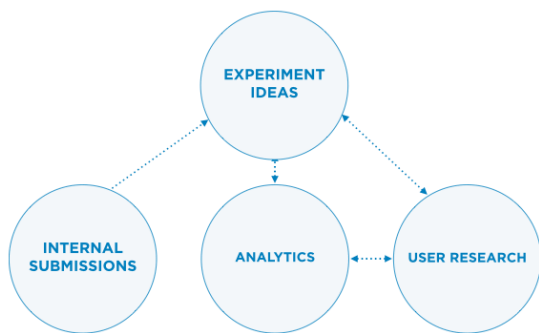 EXPERIMENT
IDEAS
INTERNAL
SUBMISSIONS
ANALYTICS
USER RESEARCH